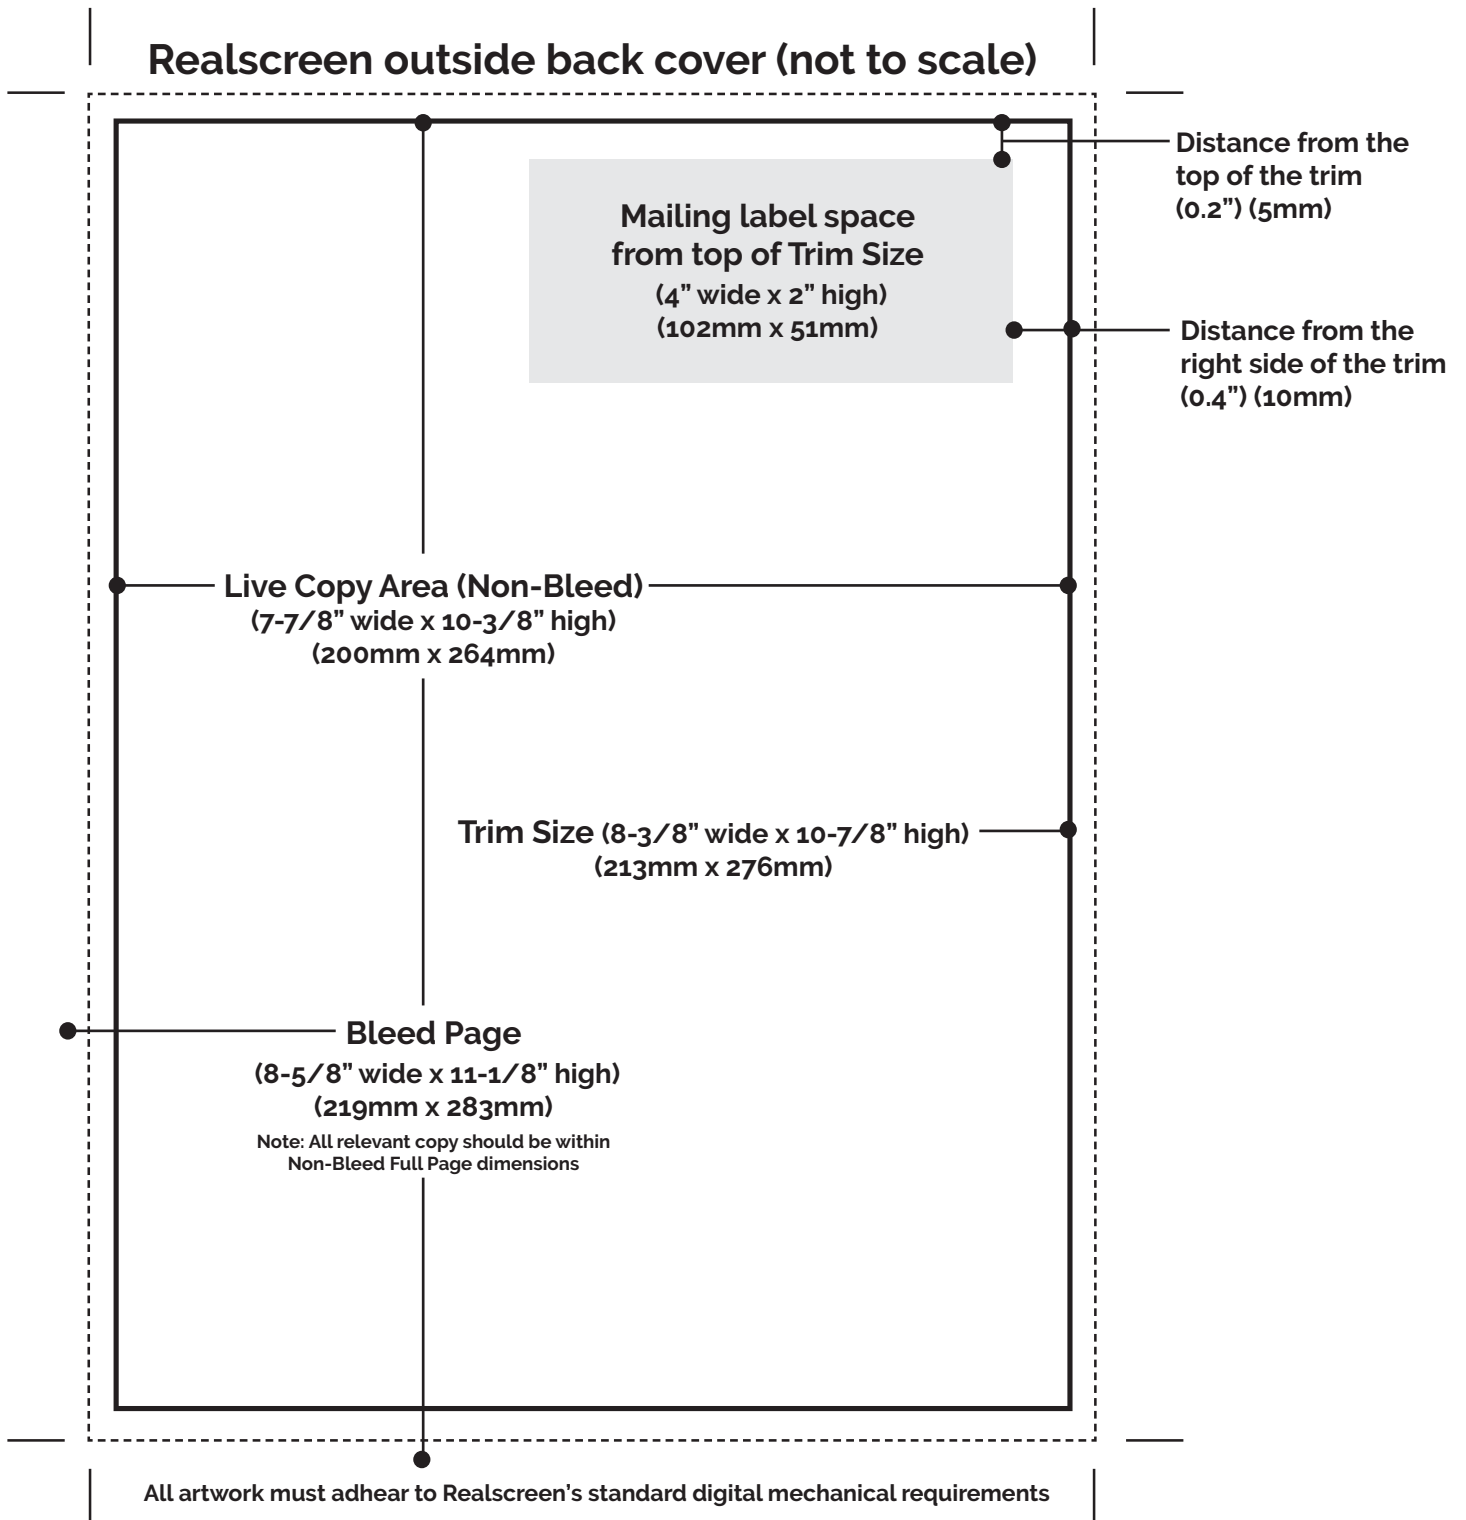 Realscreen outside back cover (not to scale)
Distance from the
top of the trim
(0.2”) (5mm)
Mailing label space
from top of Trim Size
(4” wide x 2” high)
(102mm x 51mm)
Distance from the
right side of the trim
(0.4”) (10mm)
Live Copy Area (Non-Bleed)
(7-7/8” wide x 10-3/8” high)
(200mm x 264mm)
Trim Size (8-3/8” wide x 10-7/8” high)
(213mm x 276mm)
Bleed Page
(8-5/8” wide x 11-1/8” high)
(219mm x 283mm)
Note: All relevant copy should be within
Non-Bleed Full Page dimensions
All artwork must adhear to Realscreen’s standard digital mechanical requirements